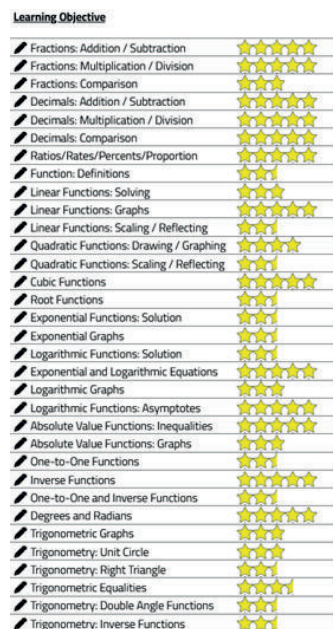 Learning Objective
Fractions: Addition / Subtraction
Fractions: Multiplication / Division
Fractions: Comparison
Decimals: Addition / Subtraction
Decimals: Multiplication / Division
Decimals: Comparison
Ratios/Rates/Percents/Proportion
Function: Definitions
Linear Functions: Solving
Linear Functions: Graphs
Linear Functions: Scaling / Reflecting
Quadratic Functions: Drawing / Graphing
Quadratic Functions: Scaling / Reflecting
Cubic Functions
Root Functions
Exponential Functions: Solution
Exponential Graphs
Logarithmic Functions: Solution
Exponential and Logarithmic Equations
Logarithmic Graphs
Logarithmic Functions: Asymptotes
Absolute Value Functions: Inequalities
Absolute Value Functions: Graphs
One-to-One Functions
Inverse Functions
One-to-One and Inverse Functions
Degrees and Radians
Trigonometric Graphs
Trigonometry: Unit Circle
Trigonometry: Right Triangle
Trigonometric Equalities
Trigonometry: Double Angle Functions
Trigonometry: Inverse Functions